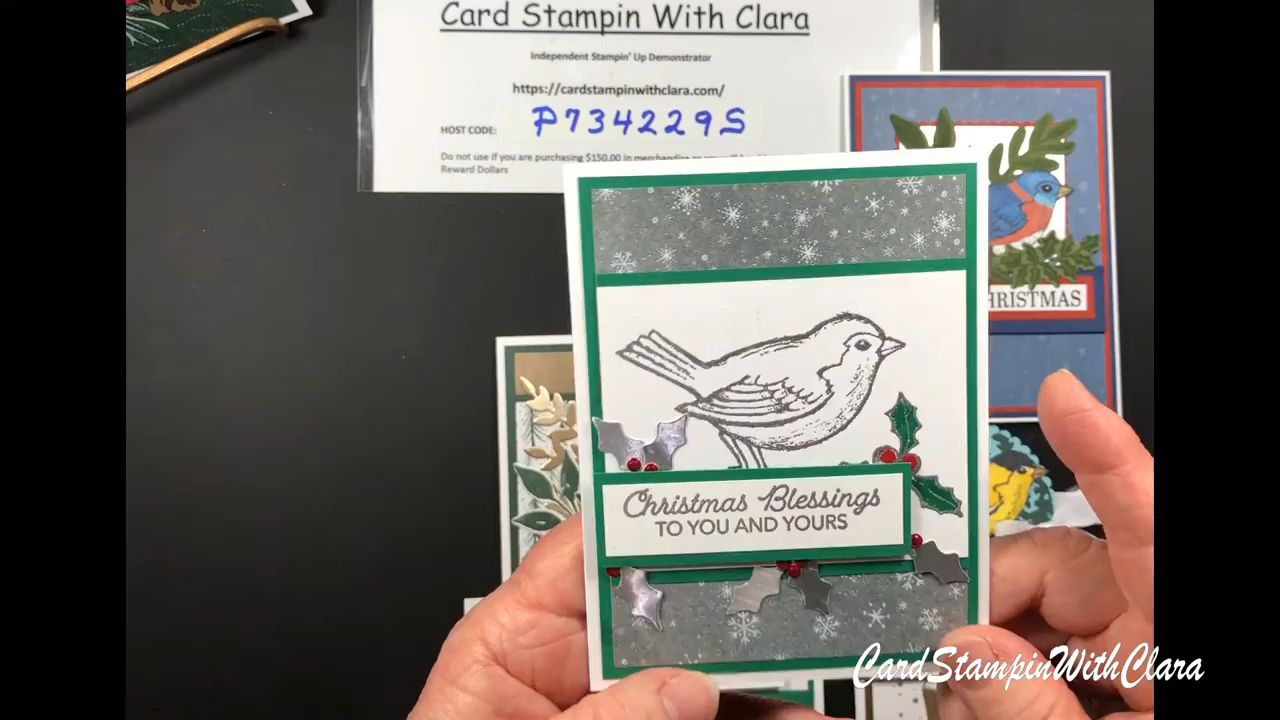 Card Stampin With Clara
Independent Stampin' Up Demonstrator
https://cardstampinwithclara.com/
HOST CODE: P734229S
Do not use if you are purchasing $150.00 in merchandise
Reward Dollars
HRISTMAS
Christmas Blessings
TO YOU AND YOURS
CardStampinWithClara